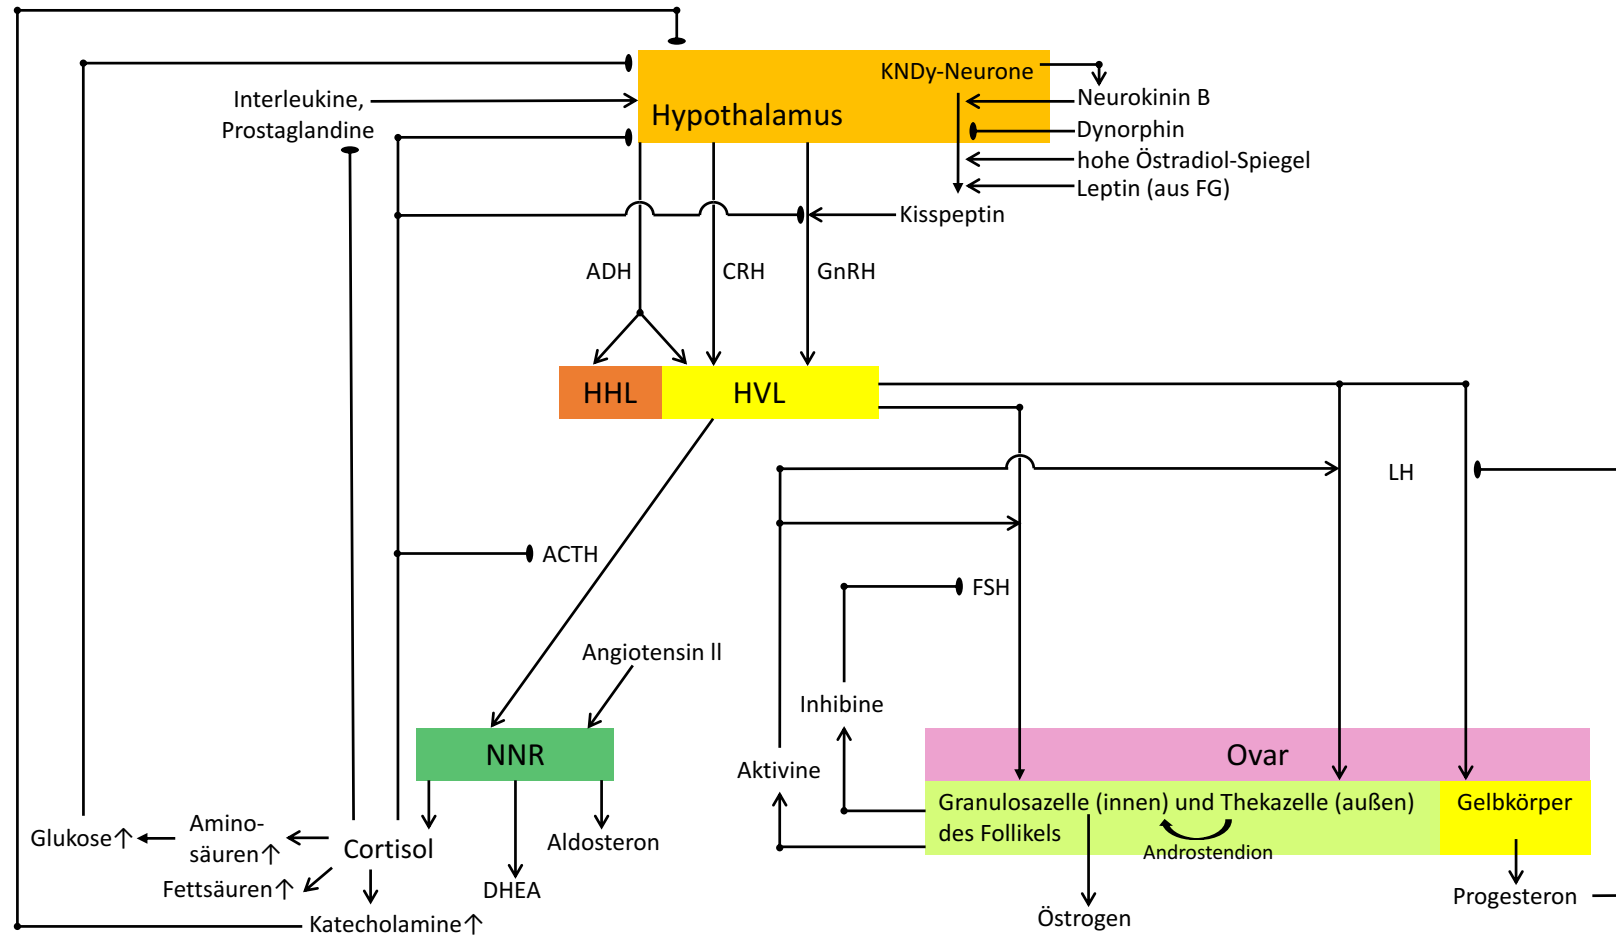 KNDy-Neurone
Interleukine,
Prostaglandine
Hypothalamus
Neurokinin B
Dynorphin
hohe Östradiol-Spiegel
Leptin (aus FG)
Kisspeptin
ADH
CRH
GnRH
HHL
HVL
LH
ACTH
FSH
Angiotensin ll
Inhibine
NNR
Ovar
Aktivine
Granulosazelle (innen) und Thekazelle (außen)
des Follikels
Androstendion
Gelbkörper
Glukose↑
Amino-
säuren↑
Cortisol
Aldosteron
Fettsäuren↑
DHEA
Katecholamine↑
Östrogen
Progesteron